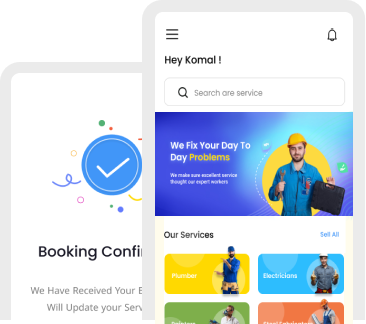 Hey Komal !
Search are service
We Fix Your Day To
Day Problems
We make sure excellent service
thought our expert workers
Our Services
Sell All
Plumber
Electricians
Booking Confi
We Have Received Your
Will Update your Serv